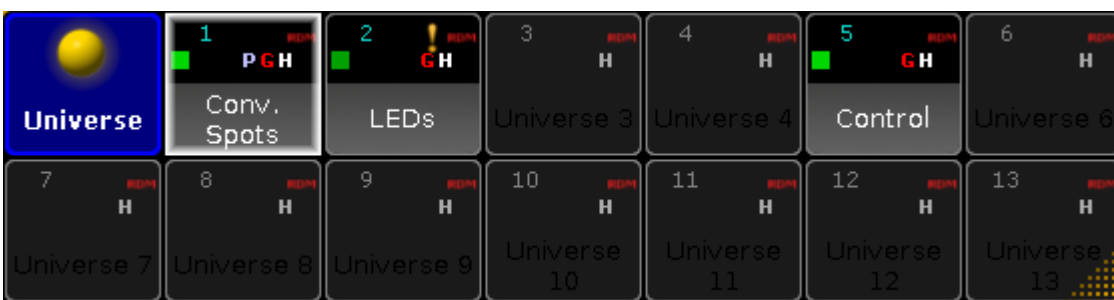 1 RDM 2 ! RDM 3 RDM 4 RDM 5 RDM 6
P G H G H H H G H H
Universe Conv. Spots LEDs Universe 3 Universe 4 Control Universe 6
7 RDM 8 RDM 9 RDM 10 RDM 11 RDM 12 RDM 13 RDM
H H H H H H H
Universe 7 Universe 8 Universe 9 Universe 10 Universe 11 Universe 12 Universe 13